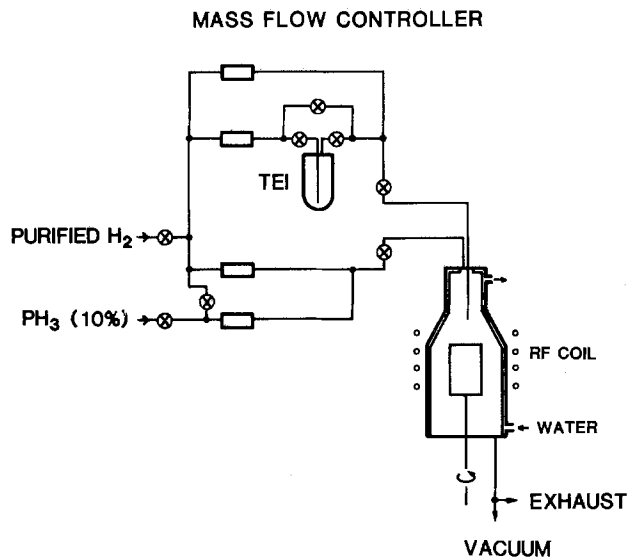 MASS FLOW CONTROLLER
TEI
PURIFIED H₂
PH₃ (10%)
RF COIL
WATER
EXHAUST
VACUUM